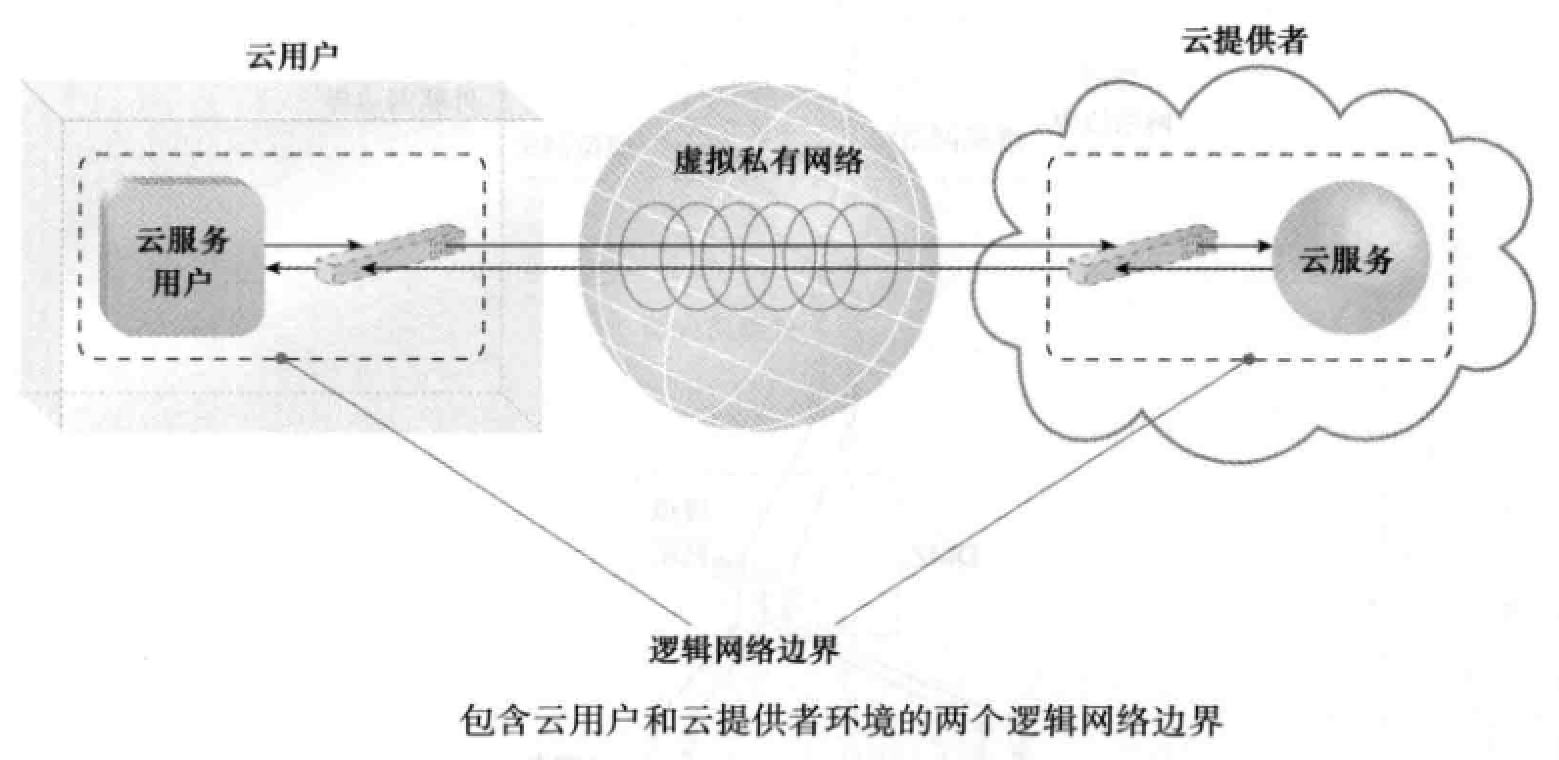 云用户
云提供者
虚拟私有网络
云服务
用户
云服务
逻辑网络边界
包含云用户和云提供者环境的两个逻辑网络边界